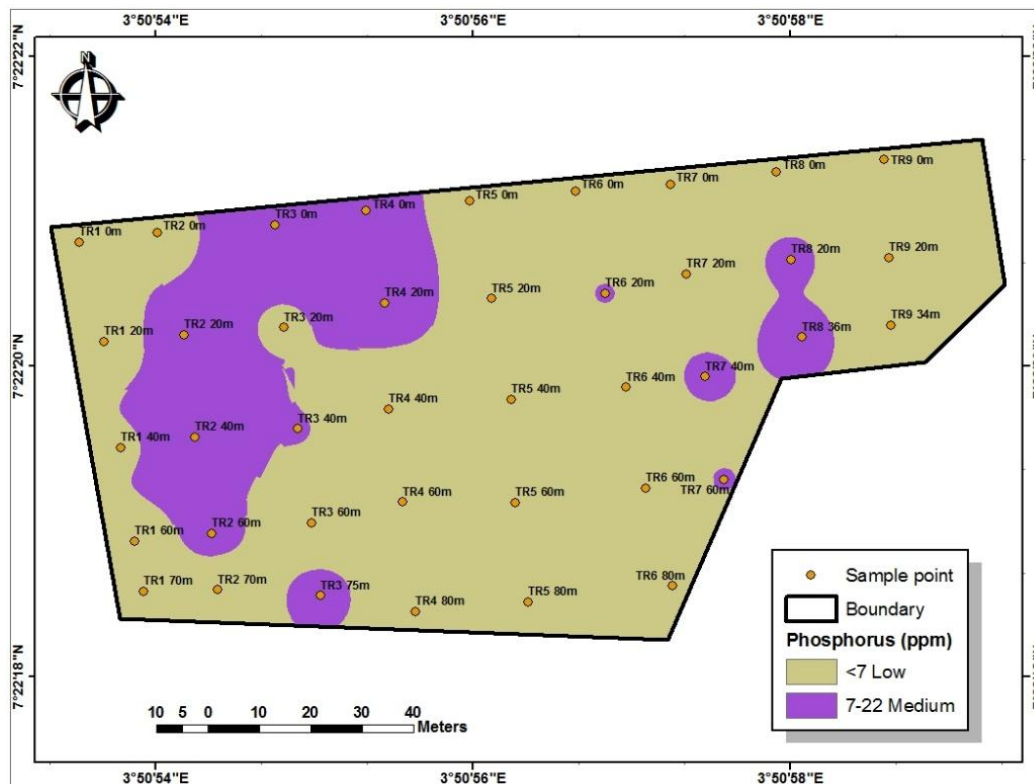 3°50'54"E 3°50'56"E 3°50'58"E
7°22'22"N
N
TR9 0m
TR8 0m
TR7 0m
TR6 0m
TR5 0m
TR4 0m
TR3 0m
TR2 0m
TR1 0m
TR9 20m
TR8 20m
TR7 20m
TR6 20m
TR5 20m
TR4 20m
TR3 20m
TR2 20m
TR1 20m
TR9 34m
TR8 36m
7°22'20"N
TR7 40m
TR6 40m
TR5 40m
TR4 40m
TR3 40m
TR2 40m
TR1 40m
TR6 60m
TR7 60m
TR5 60m
TR4 60m
TR3 60m
TR2 60m
TR1 60m
TR6 80m
TR5 80m
TR4 80m
TR3 75m
TR2 70m
TR1 70m
7°22'18"N
Sample point
Boundary
Phosphorus (ppm)
<7 Low
7-22 Medium
10 5 0 10 20 30 40
Meters
3°50'54"E 3°50'56"E 3°50'58"E